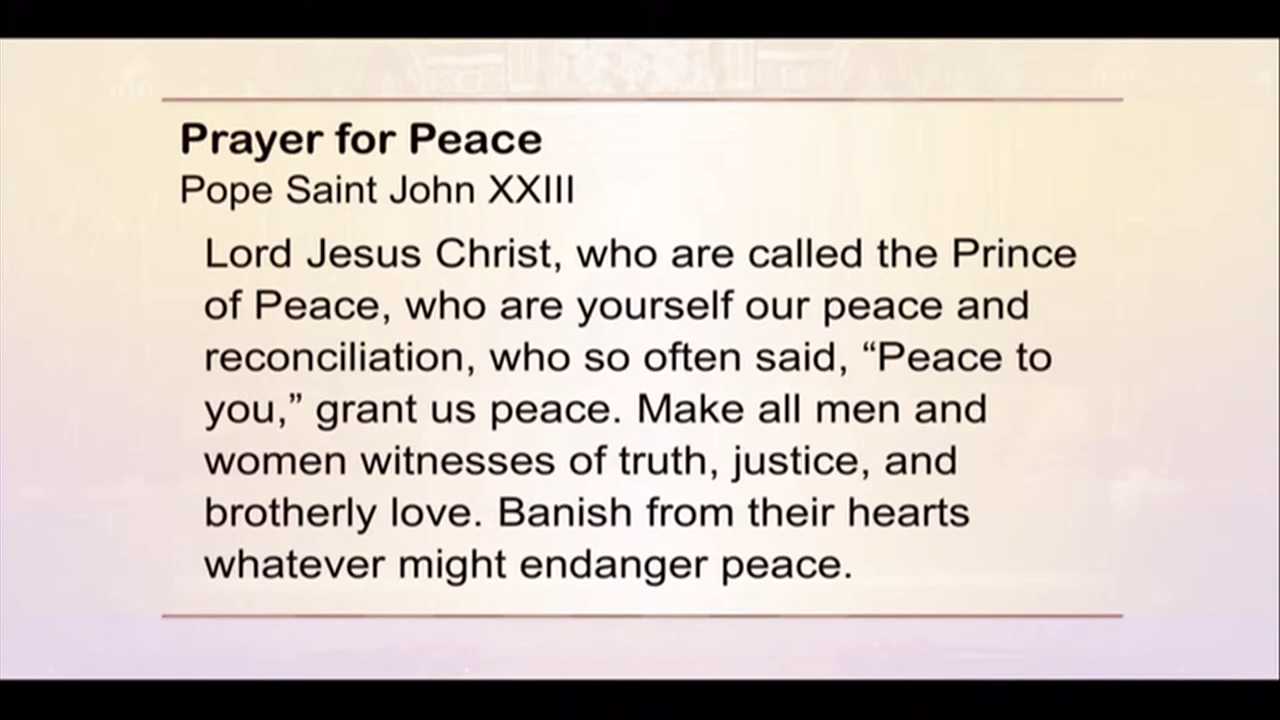 Prayer for Peace
Pope Saint John XXIII
Lord Jesus Christ, who are called the Prince
of Peace, who are yourself our peace and
reconciliation, who so often said, “Peace to
you,” grant us peace. Make all men and
women witnesses of truth, justice, and
brotherly love. Banish from their hearts
whatever might endanger peace.